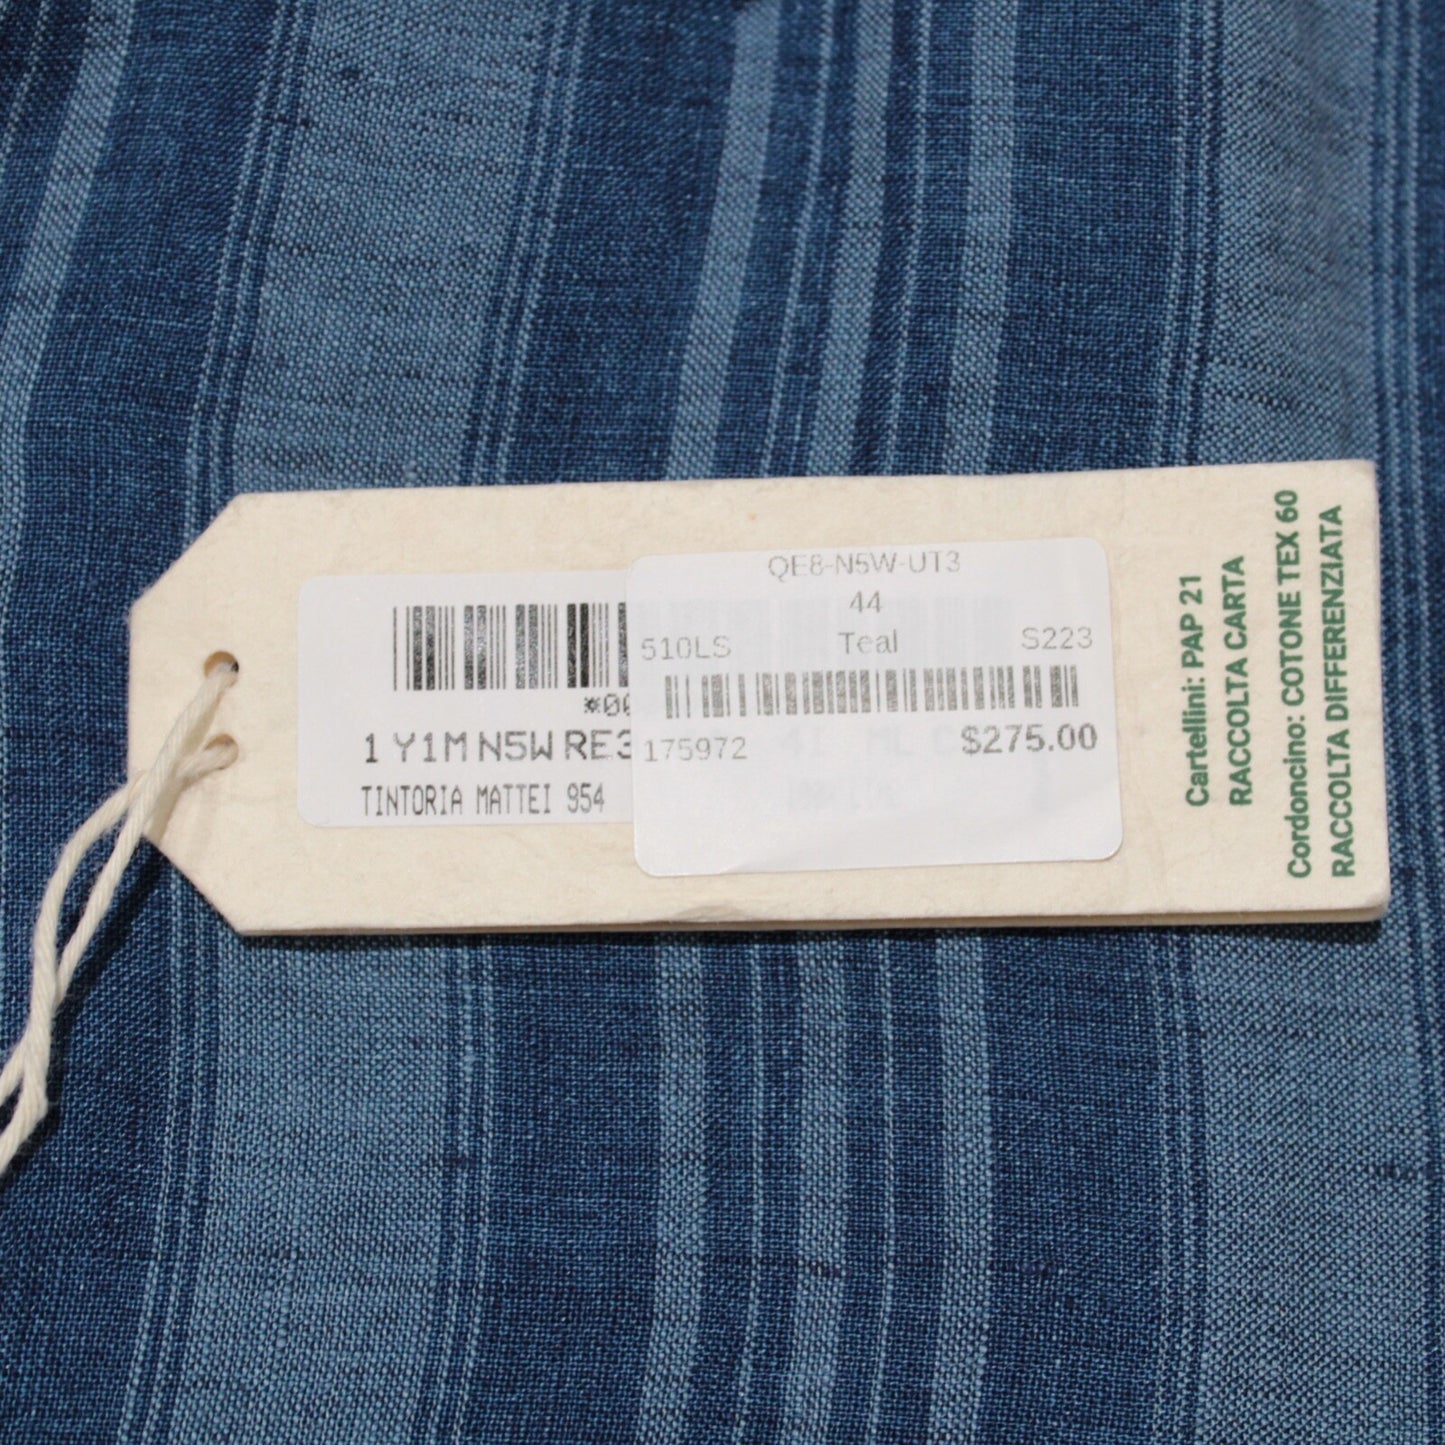 QE8-N5W-UT3
44
510LS Teal S223
175972 $275.00
*00
1 Y1M N5W RE3
TINTORIA MATTEI 954
Cartellini: PAP 21
RACCOLTA CARTA
Cordoncino: COTONE TEX 60
RACCOLTA DIFFERENZIATA